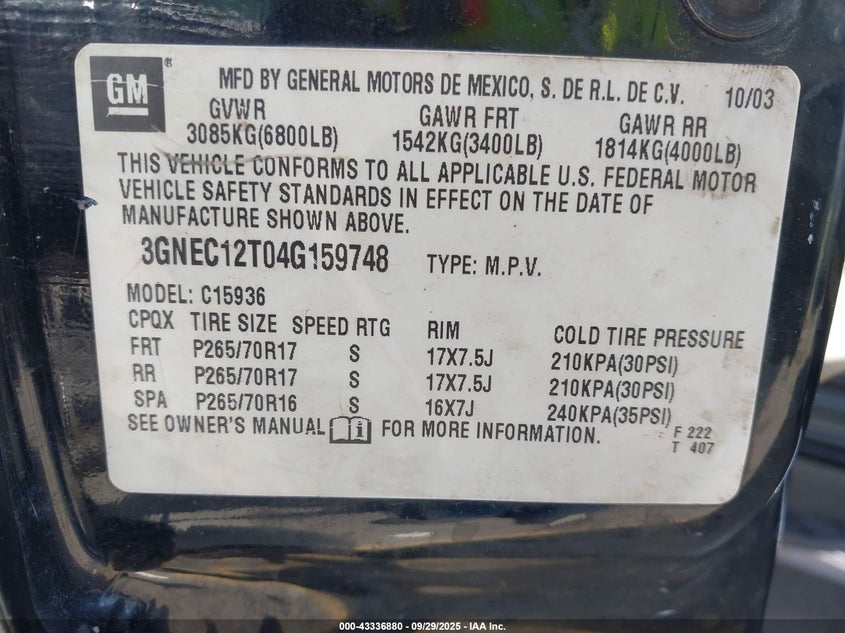 GM ®
MFD BY GENERAL MOTORS DE MEXICO, S. DE R.L. DE C.V. 10/03
GVWR GAWR FRT GAWR RR
3085KG(6800LB) 1542KG(3400LB) 1814KG(4000LB)
THIS VEHICLE CONFORMS TO ALL APPLICABLE U.S. FEDERAL MOTOR
VEHICLE SAFETY STANDARDS IN EFFECT ON THE DATE OF
MANUFACTURE SHOWN ABOVE.
3GNEC12T04G159748 TYPE: M.P.V.
MODEL: C15936
CPQX TIRE SIZE SPEED RTG RIM COLD TIRE PRESSURE
FRT P265/70R17 S 17X7.5J 210KPA(30PSI)
RR P265/70R17 S 17X7.5J 210KPA(30PSI)
SPA P265/70R16 S 16X7J 240KPA(35PSI)
SEE OWNER'S MANUAL i FOR MORE INFORMATION. F 222
T 407
000-43336880 - 09/29/2025 - IAA Inc.